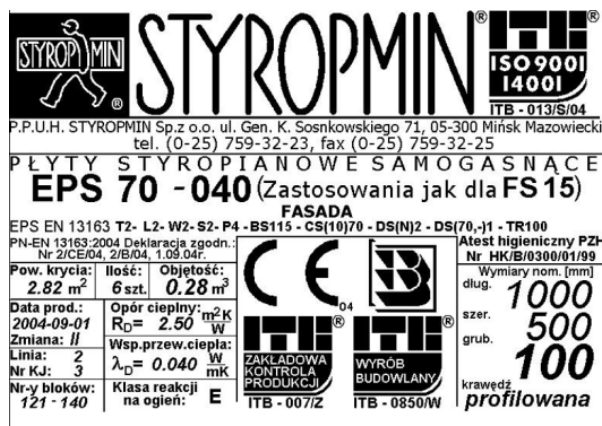 STYROPMIN ®
STYROPMIN ®
ITB
ISO 9001
14001
ITB - 013/S/04
P.P.U.H. STYROPMIN Sp.z o.o. ul. Gen. K. Sosnkowskiego 71, 05-300 Mińsk Mazowiecki
tel. (0-25) 759-32-23, fax (0-25) 759-32-25
PŁYTY STYROPIANOWE SAMOGASNĄCE
EPS 70 - 040 (Zastosowania jak dla FS 15)
FASADA
EPS EN 13163 T2- L2- W2- S2- P4 -BS115 - CS(10)70 - DS(N)2 - DS(70,-)1 - TR100
PN-EN 13163:2004 Deklaracja zgodn.:
Nr 2/CE/04, 2/B/04, 1.09.04r.
Pow. krycia:
2.82 m²
Ilość:
6 szt.
Objętość:
0.28 m³
Data prod.:
2004-09-01
Zmiana: II
Linia: 2
Nr KJ: 3
Nr-y bloków:
121 - 140
Opór cieplny:
R_D= 2.50 m²K/W
Wsp.przew.ciepła:
λ_D= 0.040 W/mK
Klasa reakcji
na ogień: E
CE
04
B
ITB ®
ZAKŁADOWA
KONTROLA
PRODUKCJI
ITB - 007/Z
ITB ®
WYRÓB
BUDOWLANY
ITB - 0850/W
Atest higieniczny PZH
Nr HK/B/0300/01/99
Wymiary nom. [mm]
dług. 1000
szer. 500
grub. 100
krawędź
profilowana